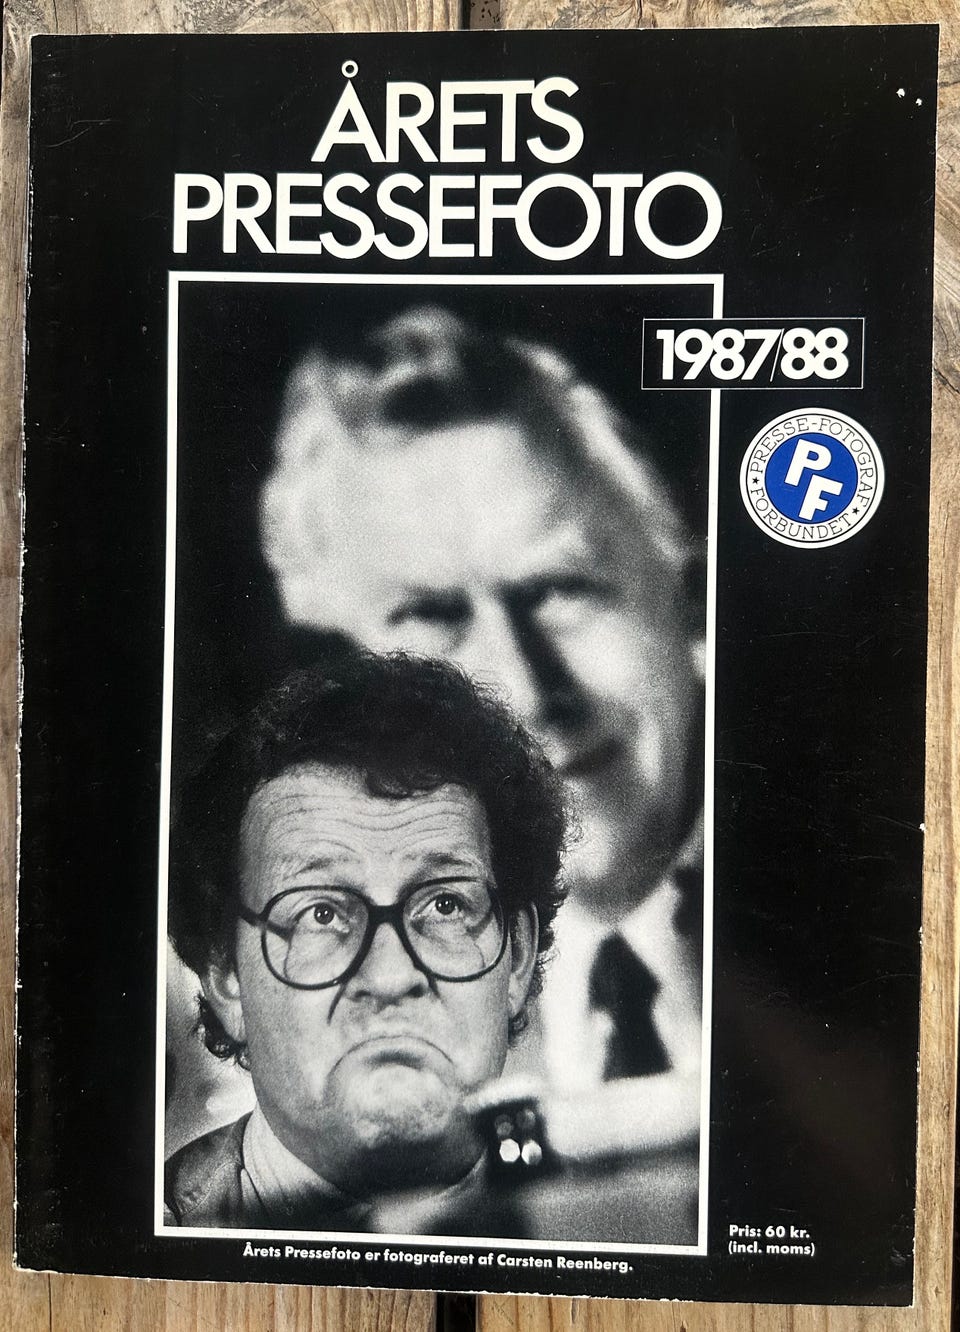 ÅRETS
PRESSEFOTO
1987/88
PRESSE-FOTOGRAF
FORBUNDET
PF
Pris: 60 kr.
(incl. moms)
Årets Pressefoto er fotograferet af Carsten Reenberg.